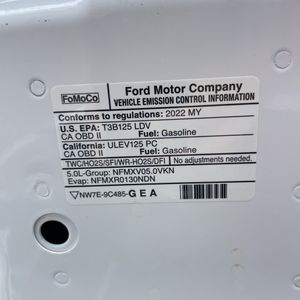 FoMoCo
Ford Motor Company
VEHICLE EMISSION CONTROL INFORMATION
Conforms to regulations: 2022 MY
U.S. EPA: T3B125 LDV
CA OBD II Fuel: Gasoline
California: ULEV125 PC
CA OBD II Fuel: Gasoline
TWC/HO2S/SFI/WR-HO2S/DFI No adjustments needed.
5.0L-Group: NFMXV05.0VKN
Evap: NFMXR0130NDN
NW7E-9C485-GEA